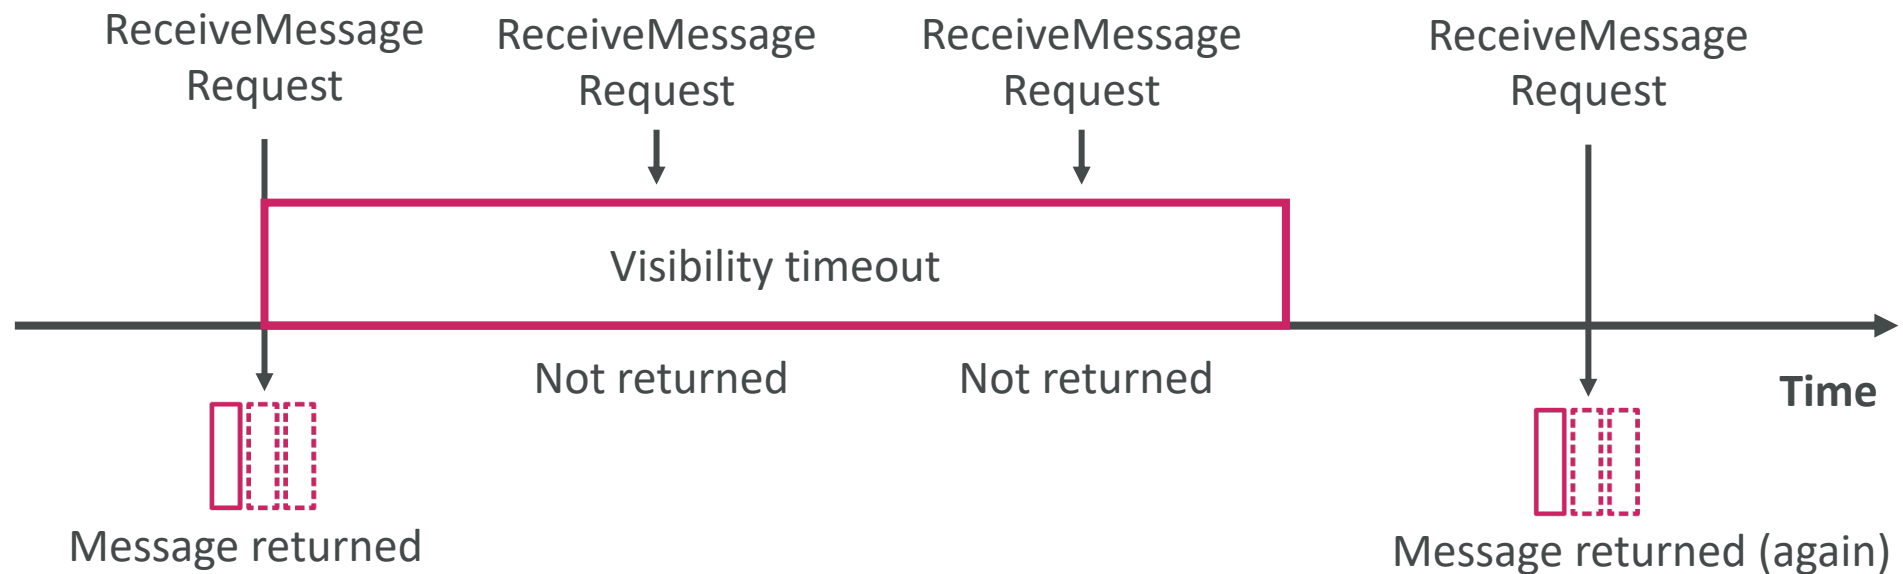 ReceiveMessage
Request
ReceiveMessage
Request
ReceiveMessage
Request
ReceiveMessage
Request
Visibility timeout
Not returned
Not returned
Time
Message returned
Message returned (again)